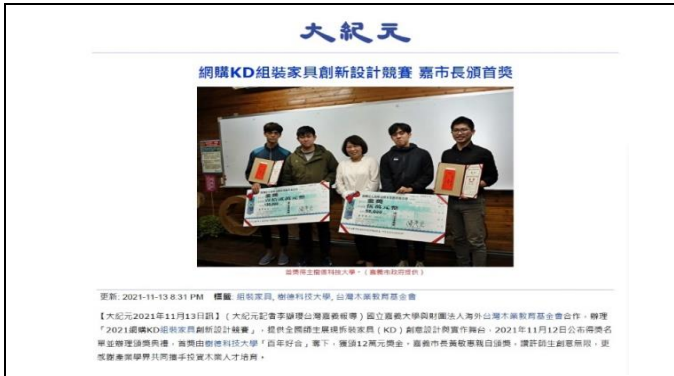 大紀元
網購KD組裝家具創新設計競賽 嘉市長頒首獎
首獎
首獎得主樹德科技大學。（嘉義市政府提供）
更新: 2021-11-13 8:31 PM 標籤: 組裝家具, 樹德科技大學, 台灣木業教育基金會
【大紀元2021年11月13日訊】（大紀元記者李擷瓔台灣嘉義報導）國立嘉義大學與財團法人海外台灣木業教育基金會合作，辦理
「2021網購KD組裝家具創新設計競賽」，提供全國師生展現拆裝家具（KD）創意設計與實作舞台，2021年11月12日公布得獎名
單並辦理頒獎典禮，首獎由樹德科技大學「百年好合」奪下，獲頒12萬元獎金。嘉義市長黃敏惠親自頒獎，讚許師生創意無限，更
感謝產業學界共同攜手投資木業人才培育。